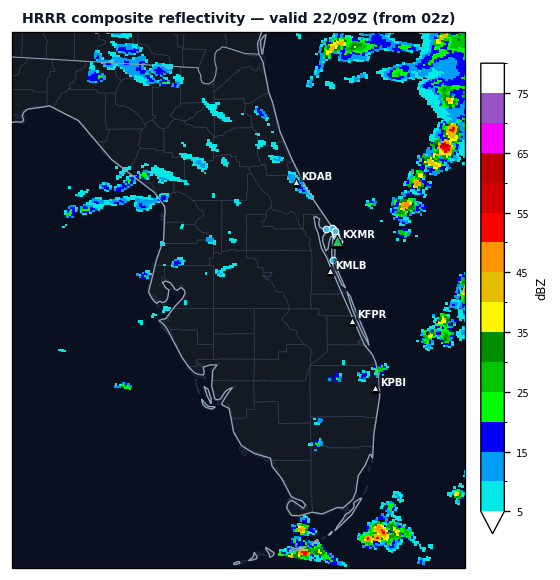 HRRR composite reflectivity — valid 22/09Z (from 02z)
KDAB
KXMR
KMLB
KFPR
KPBI
75
65
55
45
35
25
15
5
dBZ